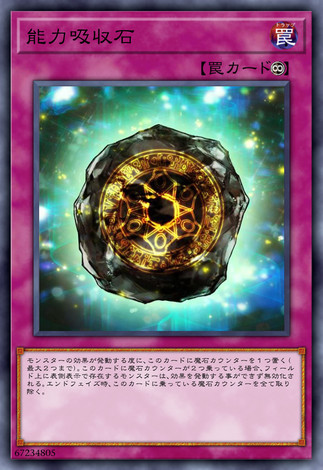 能力吸収石
トラップ
罠
【罠カード】
モンスターの効果が発動する度に、このカードに魔石カウンターを1つ置く(
最大2つまで)。このカードに魔石カウンターが2つ乗っている場合、フィール
ド上に表側表示で存在するモンスターは、効果を発動する事ができず無効化さ
れる。エンドフェイズ時、このカードに乗っている魔石カウンターを全て取り
除く。
67234805